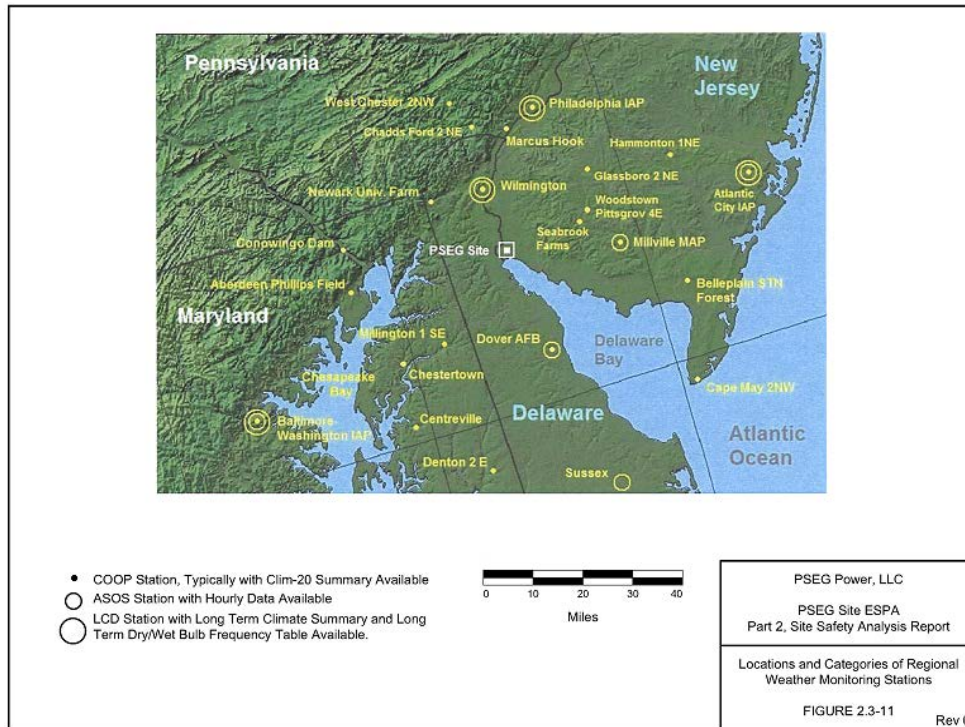 Pennsylvania
New
Jersey
West Chester 2NW
Philadelphia IAP
Chadds Ford 2 NE
Marcus Hook
Hammonton 1NE
Glassboro 2 NE
Newark Univ. Farm
Wilmington
Atlantic
City IAP
Woodstown
Pittsgrov 4E
Seabrook
Farms
Conowingo Dam
PSEG Site
Millville MAP
Aberdeen Phillips Field
Belleplain STN
Forest
Maryland
Millington 1 SE
Dover AFB
Delaware
Bay
Chestertown
Chesapeake
Bay
Cape May 2NW
Baltimore
Washington IAP
Centreville
Delaware
Atlantic
Ocean
Denton 2 E
Sussex
COOP Station, Typically with Clim-20 Summary Available
ASOS Station with Hourly Data Available
LCD Station with Long Term Climate Summary and Long
Term Dry/Wet Bulb Frequency Table Available.
0 10 20 30 40
Miles
PSEG Power, LLC
PSEG Site ESPA
Part 2, Site Safety Analysis Report
Locations and Categories of Regional
Weather Monitoring Stations
FIGURE 2.3-11
Rev